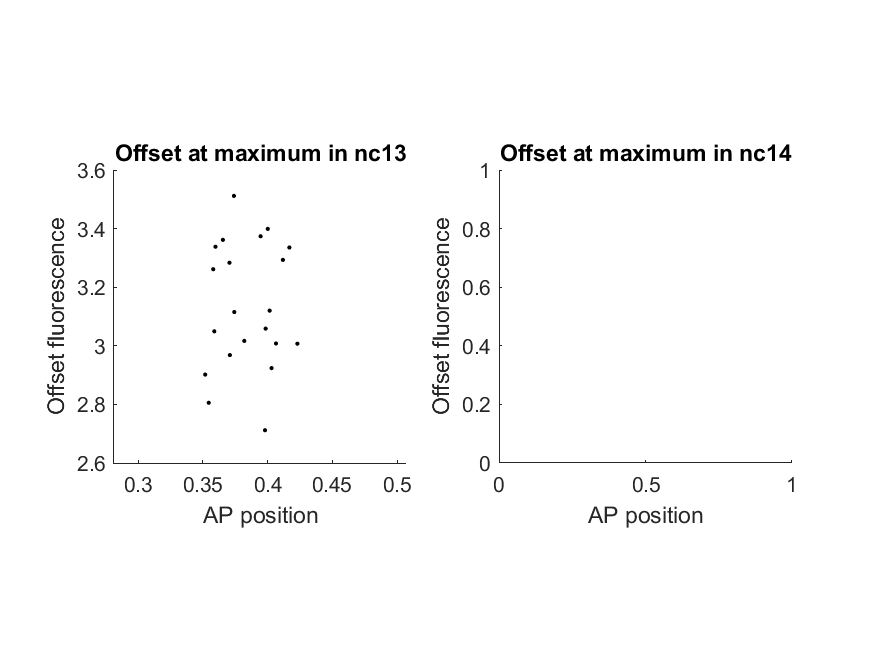 Offset at maximum in nc13
3.6
3.4
3.2
3
2.8
2.6
Offset fluorescence
0.3 0.35 0.4 0.45 0.5
AP position
Offset at maximum in nc14
1
0.8
0.6
0.4
0.2
0
Offset fluorescence
0 0.5 1
AP position